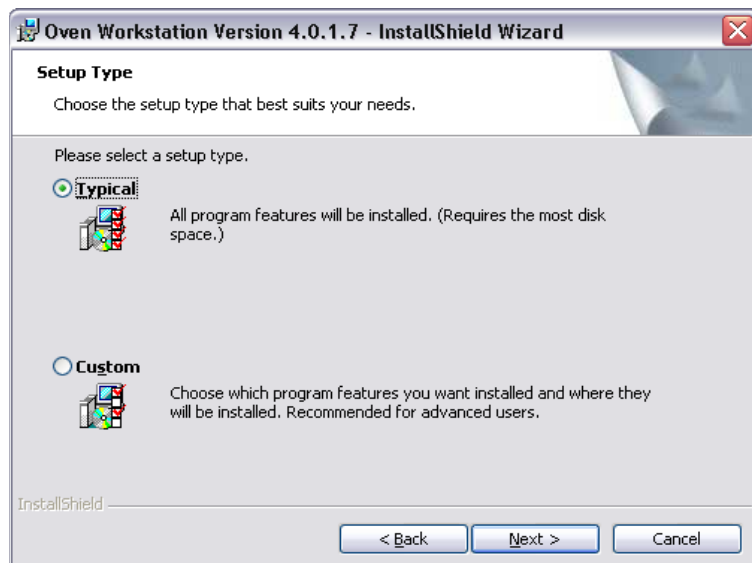 Oven Workstation Version 4.0.1.7 - InstallShield Wizard
Setup Type
Choose the setup type that best suits your needs.
Please select a setup type.
Typical
All program features will be installed. (Requires the most disk
space.)
Custom
Choose which program features you want installed and where they
will be installed. Recommended for advanced users.
InstallShield
< Back
Next >
Cancel